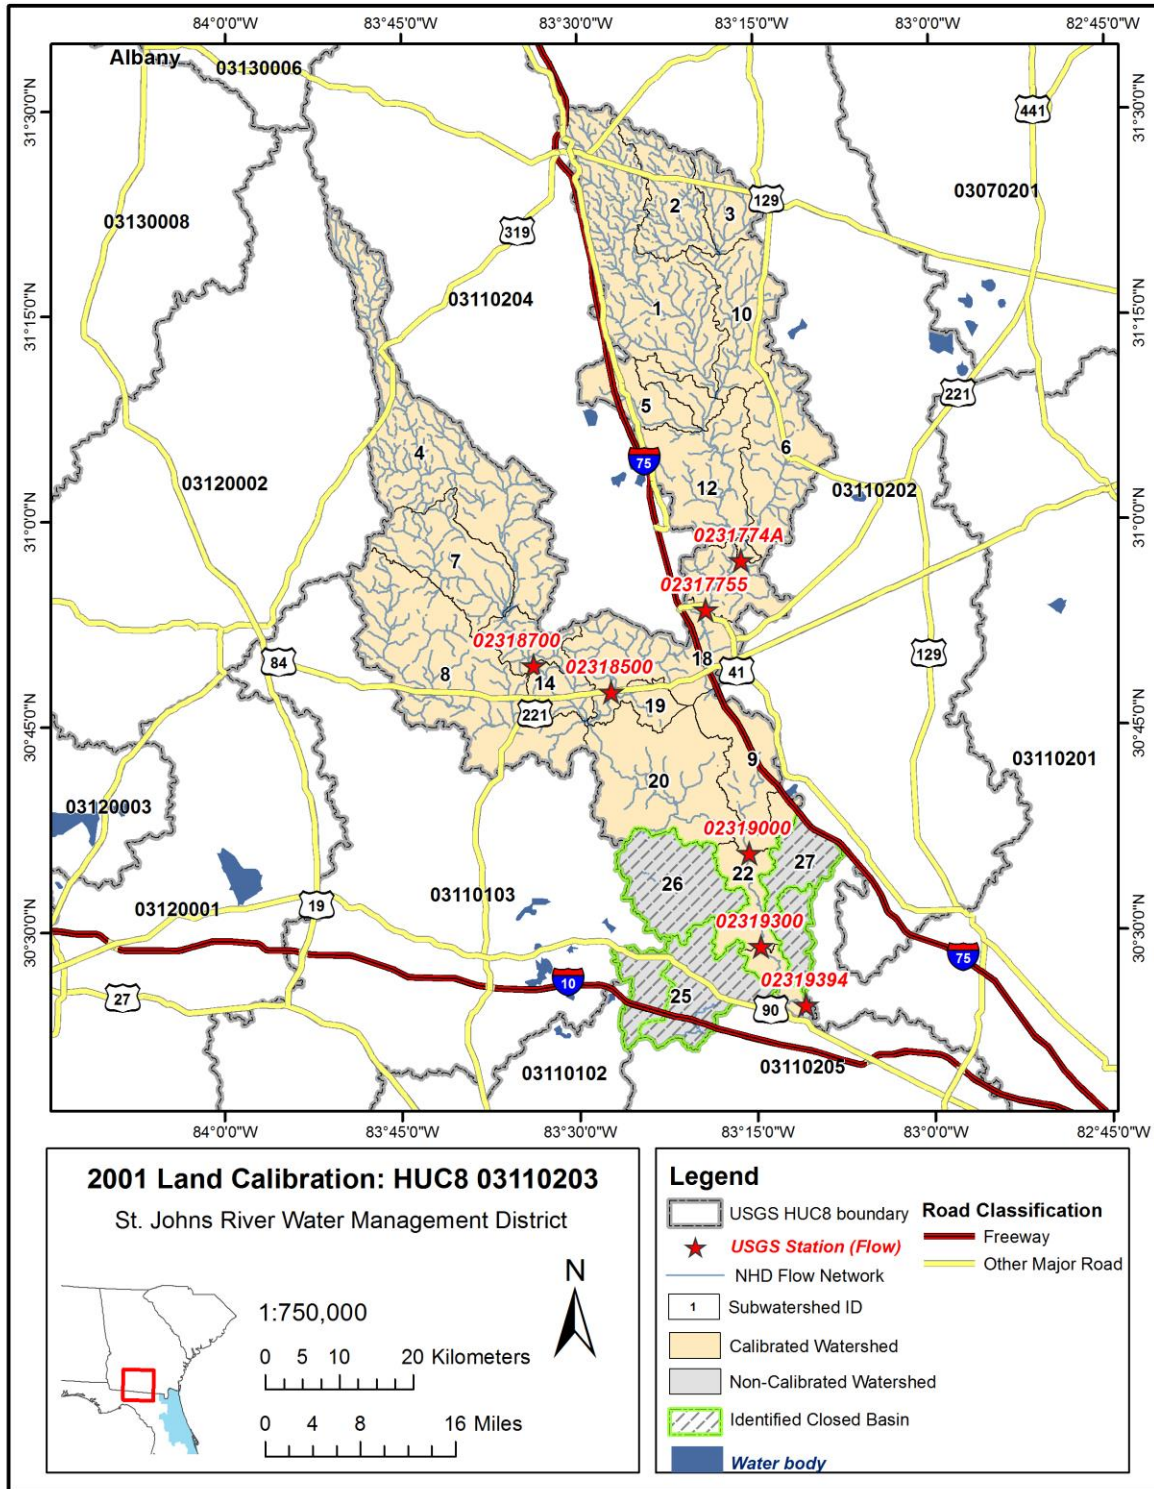 84°0'0"W 83°45'0"W 83°30'0"W 83°15'0"W 83°0'0"W 82°45'0"W
Albany
03130006
31°30'0"N
31°30'0"N
441
03070201
2
3
129
03130008
319
03110204
31°15'0"N
31°15'0"N
1
10
221
5
4
6
75
03120002
12
03110202
31°0'0"N
31°0'0"N
0231774A
7
02317755
02318700
02318500
18
84
8
14
41
129
221
19
30°45'0"N
30°45'0"N
9
03110201
20
03120003
02319000
27
22
26
03110103
03120001
19
02319300
30°30'0"N
30°30'0"N
75
02319394
10
25
27
90
03110205
03110102
84°0'0"W 83°45'0"W 83°30'0"W 83°15'0"W 83°0'0"W 82°45'0"W
2001 Land Calibration: HUC8 03110203
St. Johns River Water Management District
N
1:750,000
0 5 10 20 Kilometers
0 4 8 16 Miles
Legend
USGS HUC8 boundary
USGS Station (Flow)
NHD Flow Network
1 Subwatershed ID
Calibrated Watershed
Non-Calibrated Watershed
Identified Closed Basin
Water body
Road Classification
Freeway
Other Major Road